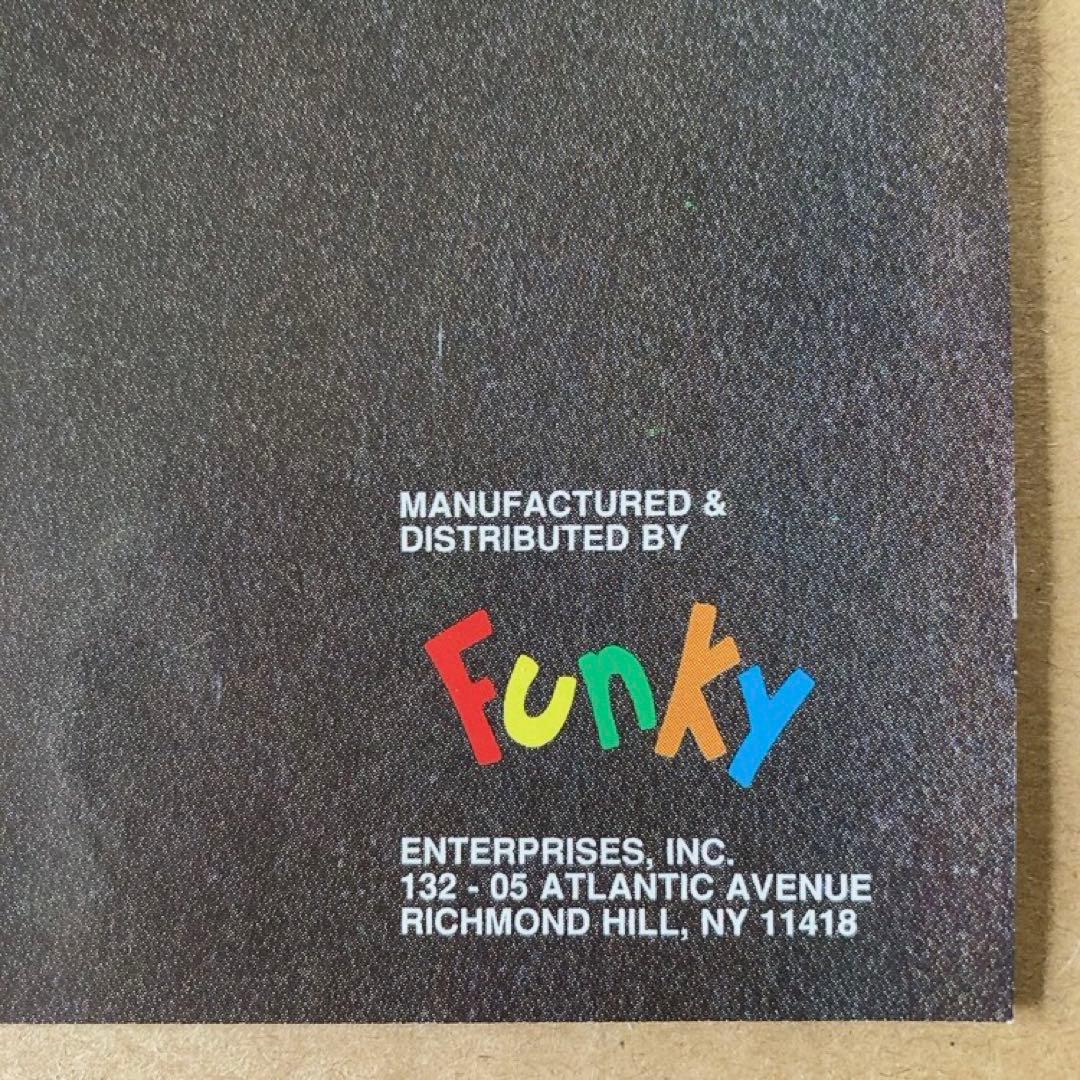 MANUFACTURED &
DISTRIBUTED BY
Funky
ENTERPRISES, INC.
132 - 05 ATLANTIC AVENUE
RICHMOND HILL, NY 11418